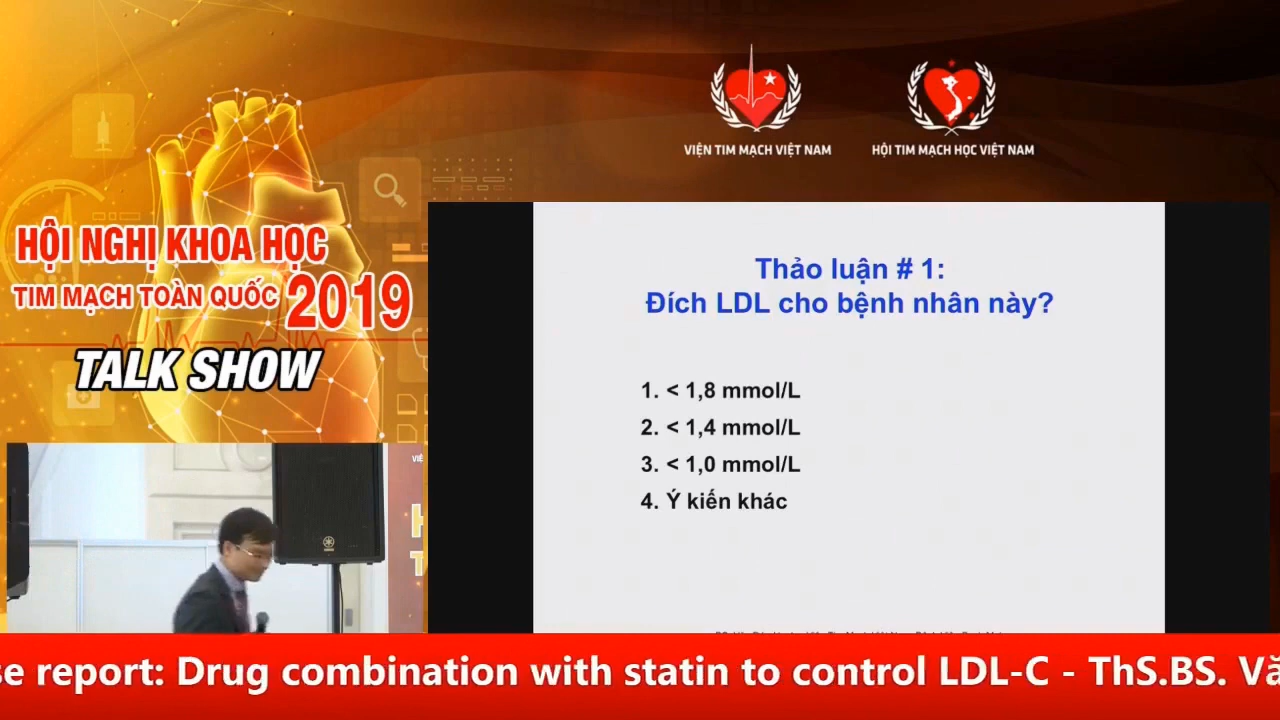 VIỆN TIM MẠCH VIỆT NAM
HỘI TIM MẠCH HỌC VIỆT NAM
HỘI NGHỊ KHOA HỌC
TIM MẠCH TOÀN QUỐC 2019
TALK SHOW
Thảo luận # 1:
Đích LDL cho bệnh nhân này?
1. < 1,8 mmol/L
2. < 1,4 mmol/L
3. < 1,0 mmol/L
4. Ý kiến khác
se report: Drug combination with statin to control LDL-C - ThS.BS. Vă